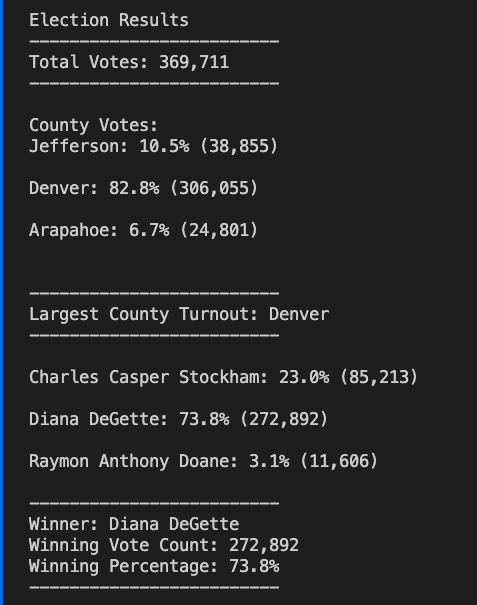 Election Results
-------------------------
Total Votes: 369,711
-------------------------
County Votes:
Jefferson: 10.5% (38,855)
Denver: 82.8% (306,055)
Arapahoe: 6.7% (24,801)
-------------------------
Largest County Turnout: Denver
-------------------------
Charles Casper Stockham: 23.0% (85,213)
Diana DeGette: 73.8% (272,892)
Raymon Anthony Doane: 3.1% (11,606)
-------------------------
Winner: Diana DeGette
Winning Vote Count: 272,892
Winning Percentage: 73.8%
-------------------------